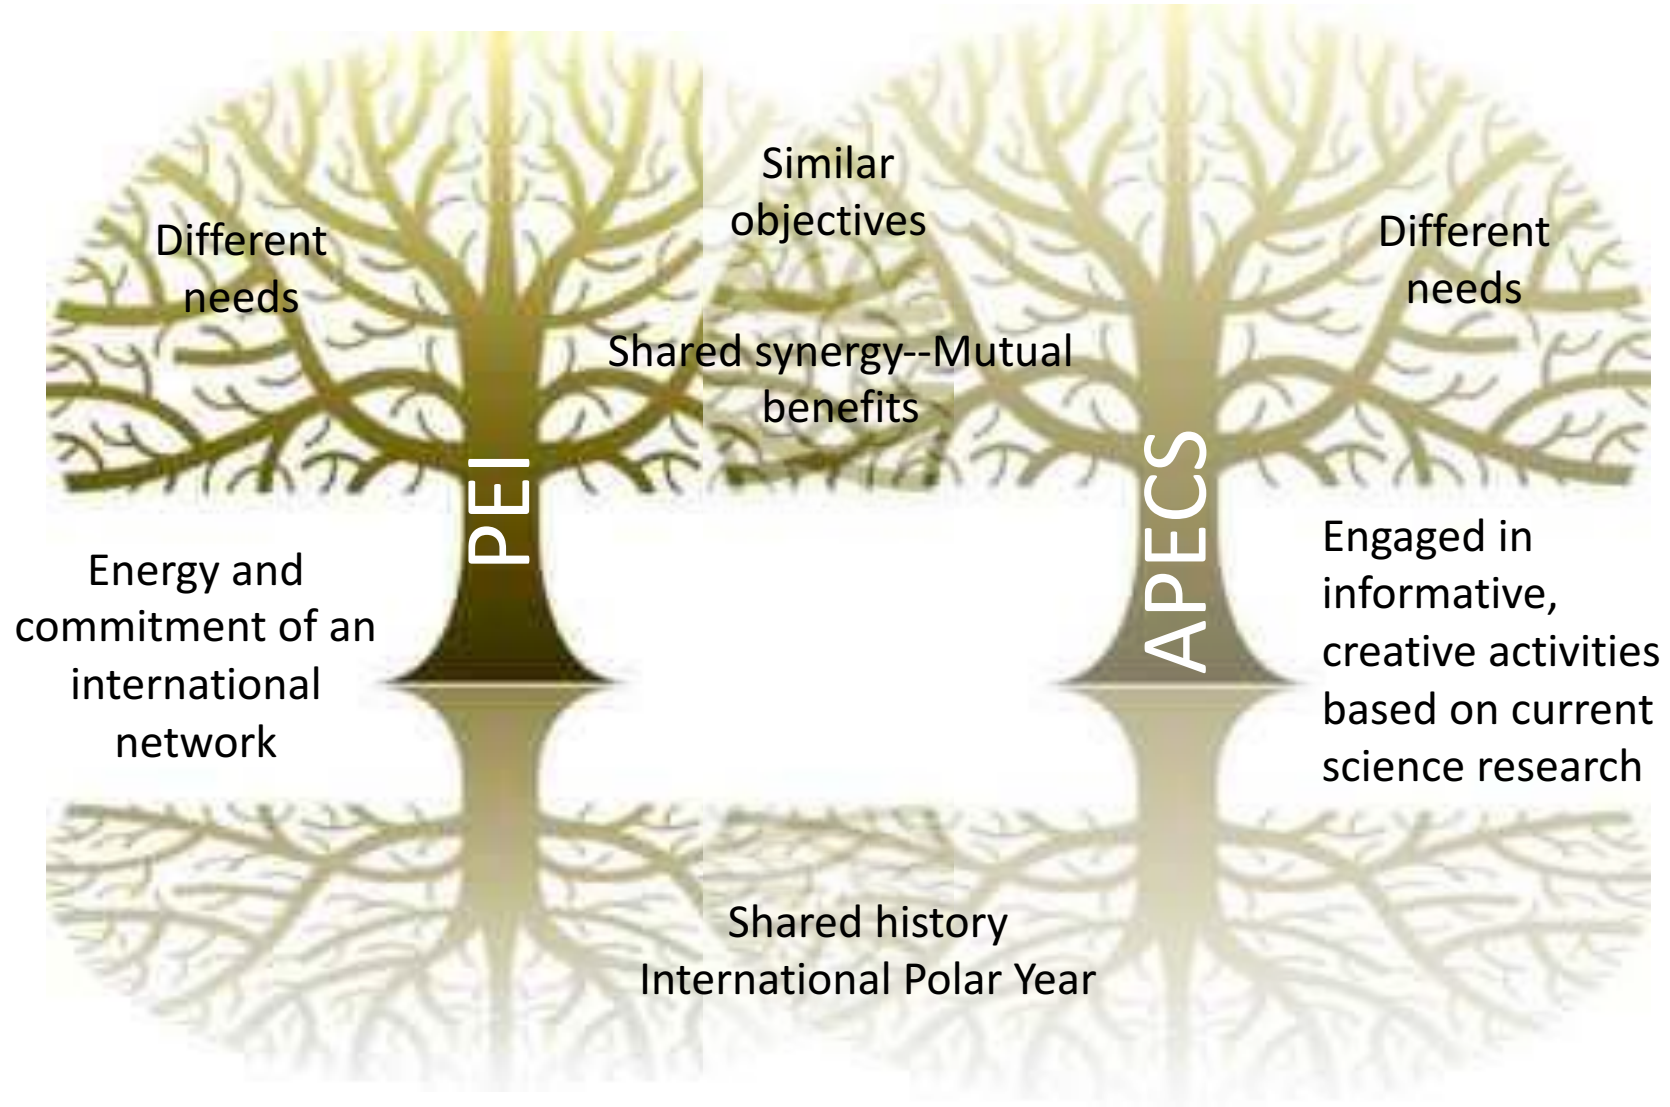 Similar
objectives
Different
needs
Different
needs
Shared synergy--Mutual
benefits
PEI
APECS
Energy and
commitment of an
international
network
Engaged in
informative,
creative activities
based on current
science research
Shared history
International Polar Year